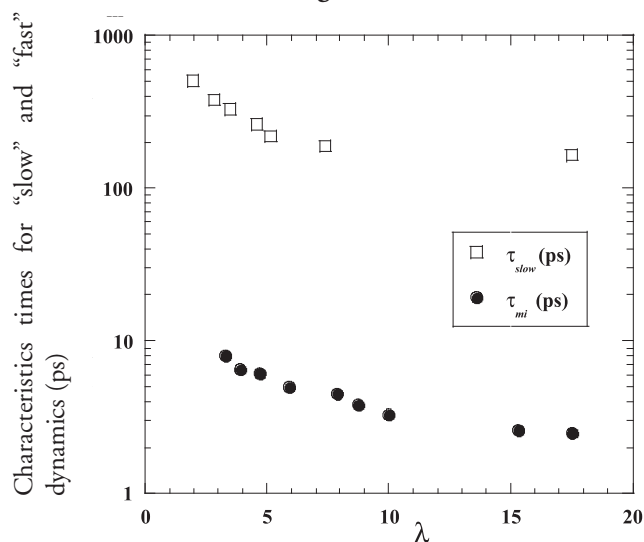 Characteristics times for “slow” and “fast”
dynamics (ps)
1000
100
10
1
0 5 10 15 20
λ
τslow (ps)
τmi (ps)